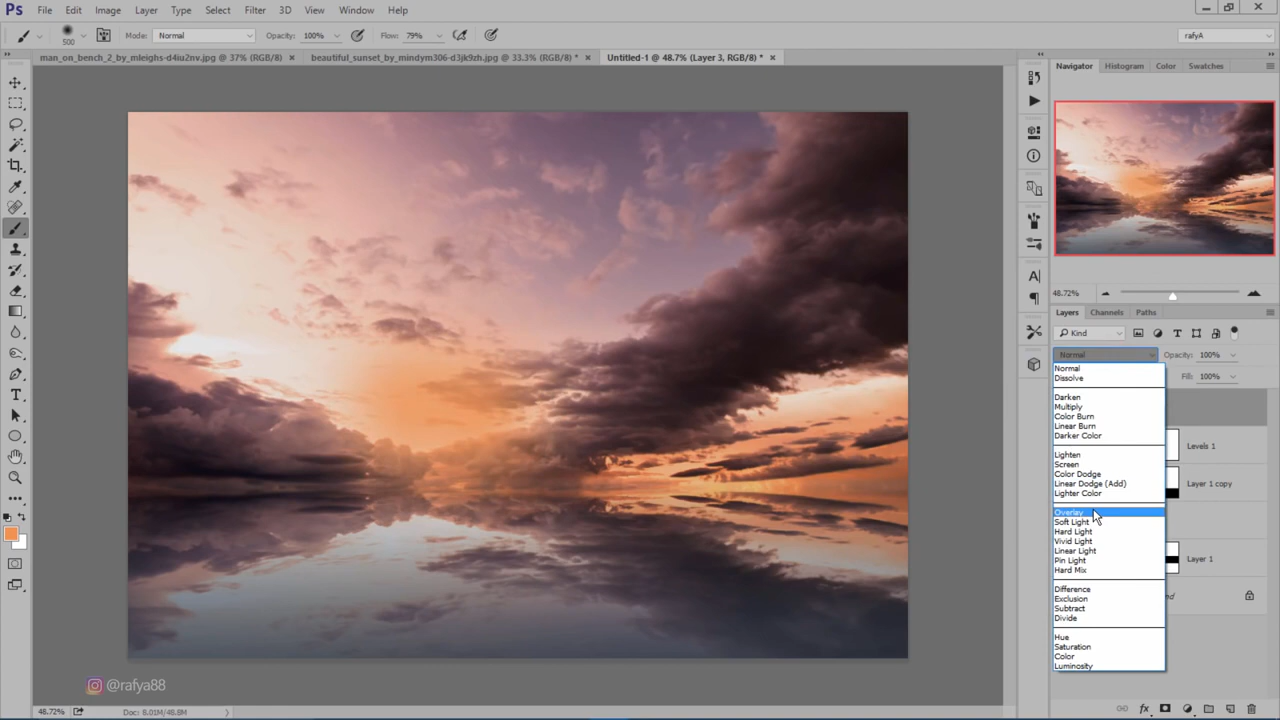 Ps File Edit Image Layer Type Select Filter 3D View Window Help
500 Mode: Normal Opacity: 100% Flow: 79% rafyA
man_on_bench_2_by_mleighs-d4iu2nv.jpg @ 37% (RGB/8) × beautiful_sunset_by_mindym306-d3jk9zh.jpg @ 33.3% (RGB/8) * × Untitled-1 @ 48.7% (Layer 3, RGB/8) * ×
Navigator Histogram Color Swatches
48.72%
Layers Channels Paths
Kind
Normal Opacity: 100%
Fill: 100%
Normal
Dissolve
Darken
Multiply
Color Burn
Linear Burn
Darker Color
Lighten
Screen
Color Dodge
Linear Dodge (Add)
Lighter Color
Overlay
Soft Light
Hard Light
Vivid Light
Linear Light
Pin Light
Hard Mix
Difference
Exclusion
Subtract
Divide
Hue
Saturation
Color
Luminosity
Levels 1
Layer 1 copy
Layer 1
@rafya88
48.72% Doc: 6.01M/48.8M
fx